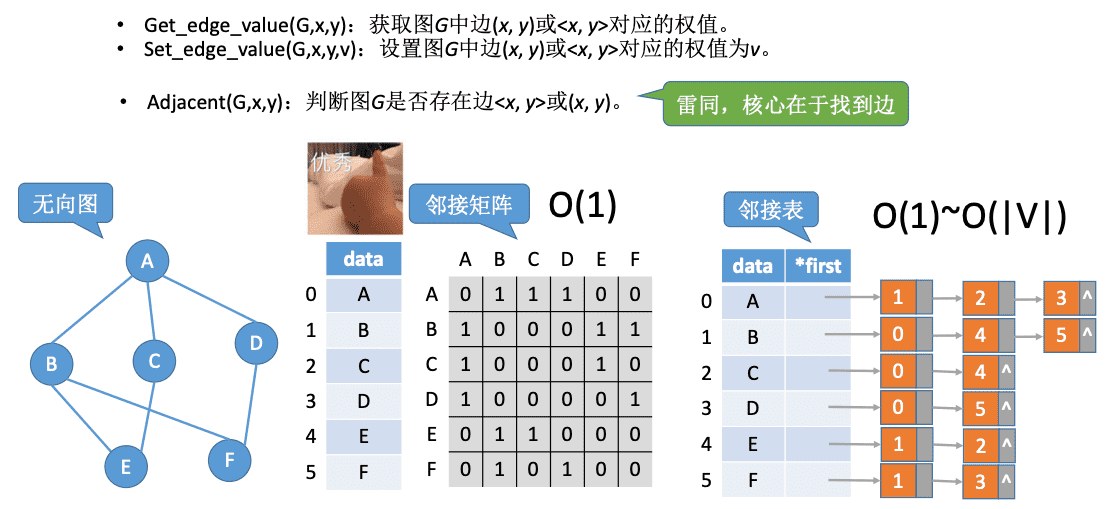 • Get_edge_value(G,x,y)：获取图G中边(x, y)或<x, y>对应的权值。
• Set_edge_value(G,x,y,v)：设置图G中边(x, y)或<x, y>对应的权值为v。
• Adjacent(G,x,y)：判断图G是否存在边<x, y>或(x, y)。
雷同，核心在于找到边
优秀
无向图
邻接矩阵
O(1)
邻接表
O(1)~O(|V|)
A
B
C
D
E
F
data
0 A
1 B
2 C
3 D
4 E
5 F
A B C D E F
A 0 1 1 1 0 0
B 1 0 0 0 1 1
C 1 0 0 0 1 0
D 1 0 0 0 0 1
E 0 1 1 0 0 0
F 0 1 0 1 0 0
data *first
0 A 1 2 3 ^
1 B 0 4 5 ^
2 C 0 4 ^
3 D 0 5 ^
4 E 1 2 ^
5 F 1 3 ^